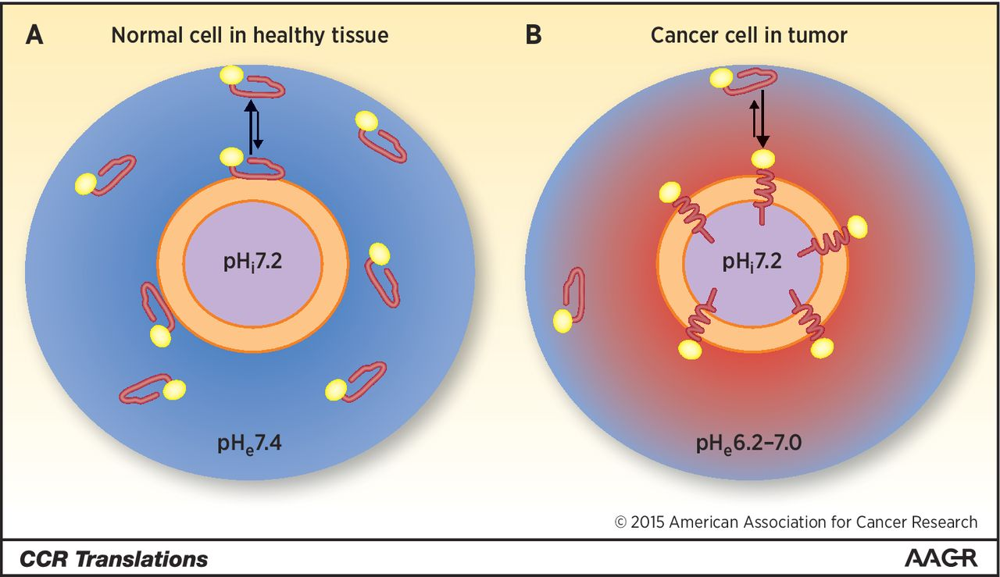 A
Normal cell in healthy tissue
pHi7.2
pHe7.4
B
Cancer cell in tumor
pHi7.2
pHe6.2–7.0
© 2015 American Association for Cancer Research
CCR Translations
AACR